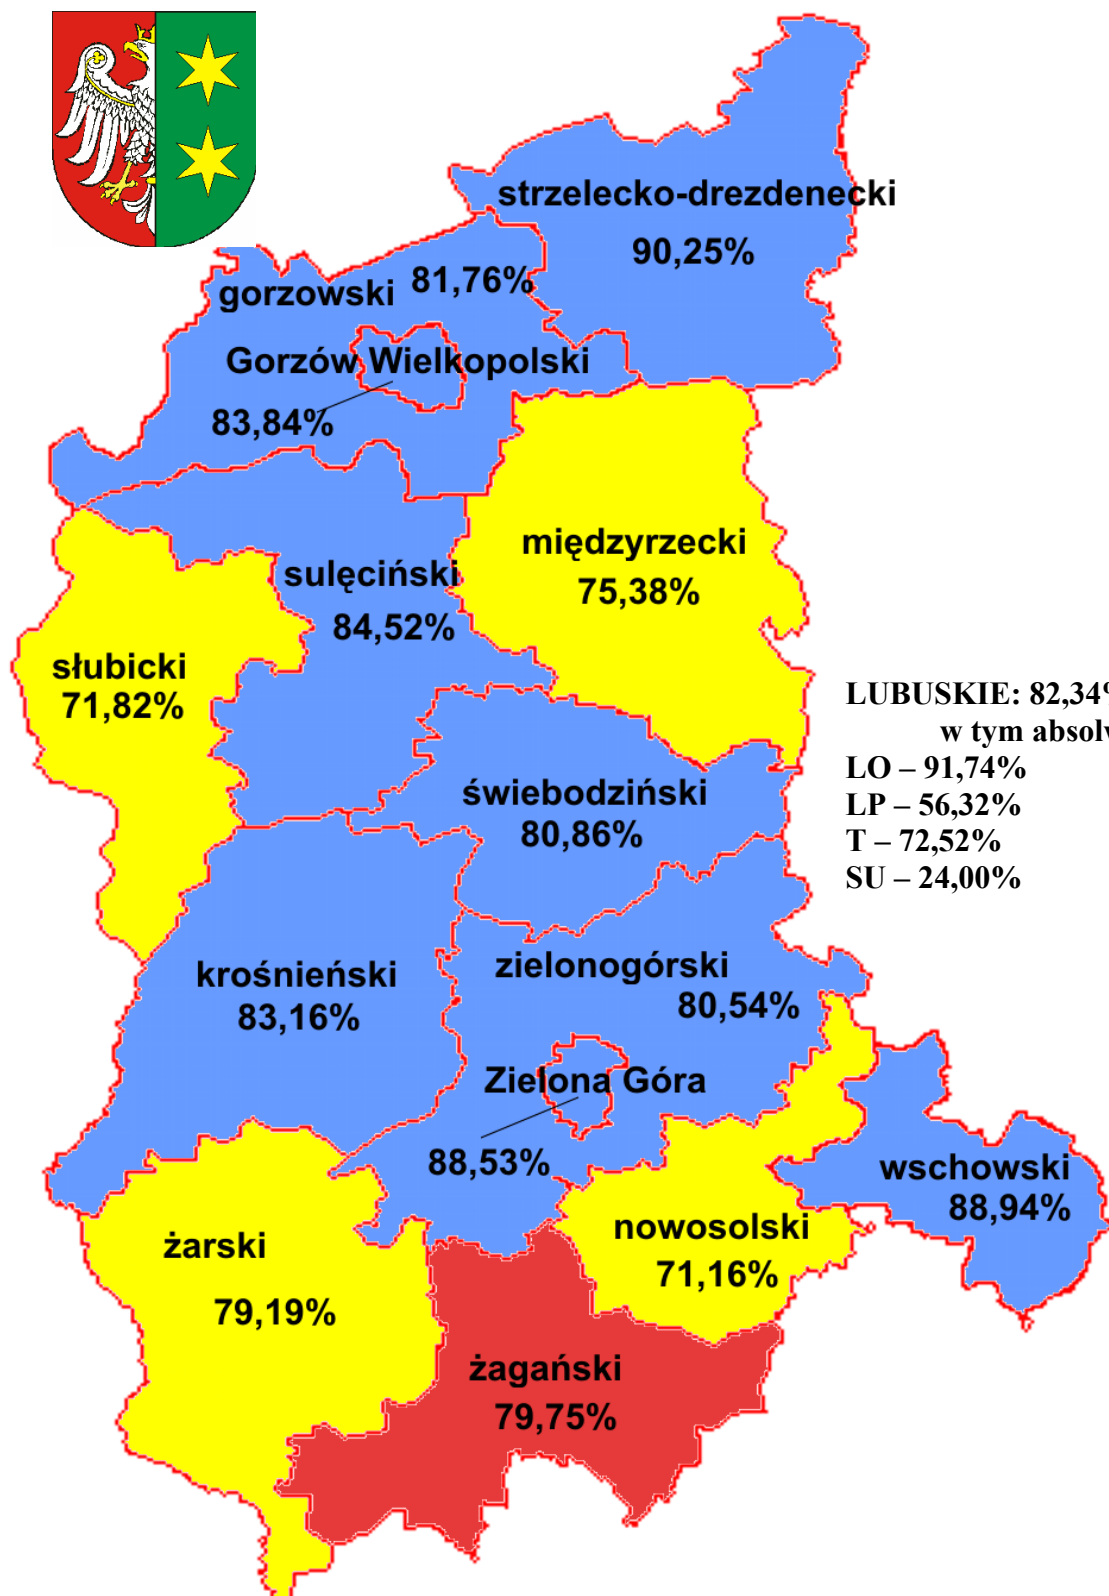 strzelecko-drezdenecki
90,25%
gorzowski
81,76%
Gorzów Wielkopolski
83,84%
międzyrzecki
75,38%
sulęciński
84,52%
słubicki
71,82%
LUBUSKIE: 82,34%
w tym
LO – 91,74%
LP – 56,32%
T – 72,52%
SU – 24,00%
świebodziński
80,86%
krośnieński
83,16%
zielonogórski
80,54%
Zielona Góra
88,53%
wschowski
88,94%
nowosolski
71,16%
żarski
79,19%
żagański
79,75%